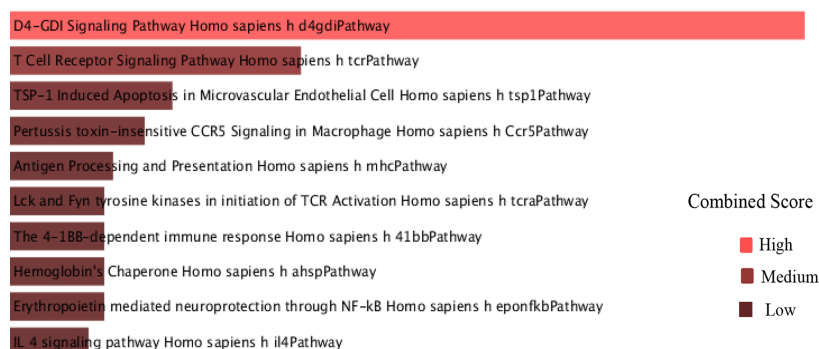 D4-GDI Signaling Pathway Homo sapiens h d4gdiPathway
T Cell Receptor Signaling Pathway Homo sapiens h tcrPathway
TSP-1 Induced Apoptosis in Microvascular Endothelial Cell Homo sapiens h tsp1Pathway
Pertussis toxin-insensitive CCR5 Signaling in Macrophage Homo sapiens h Ccr5Pathway
Antigen Processing and Presentation Homo sapiens h mhcPathway
Lck and Fyn tyrosine kinases in initiation of TCR Activation Homo sapiens h tcraPathway
The 4-1BB-dependent immune response Homo sapiens h 41bbPathway
Hemoglobin's Chaperone Homo sapiens h ahspPathway
Erythropoietin mediated neuroprotection through NF-kB Homo sapiens h eponfkbPathway
IL 4 signaling pathway Homo sapiens h il4Pathway
Combined Score
High
Medium
Low